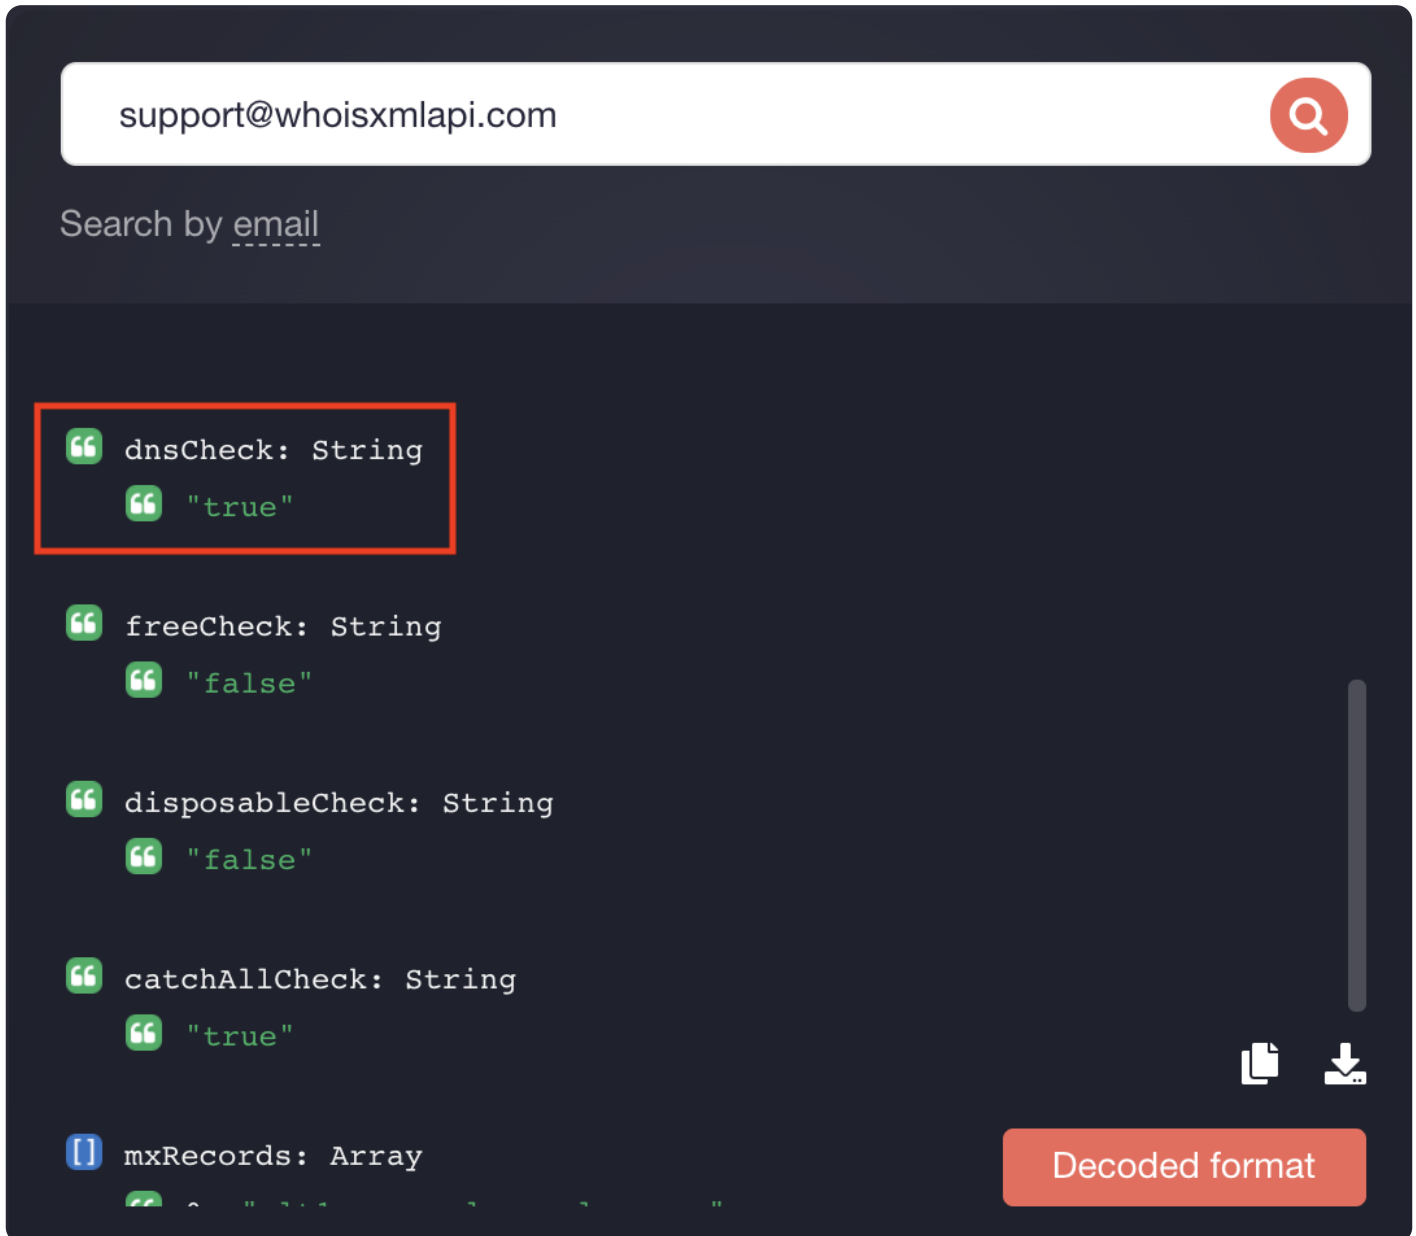 support@whoisxmlapi.com
Search by email
dnsCheck: String
"true"
freeCheck: String
"false"
disposableCheck: String
"false"
catchAllCheck: String
"true"
[] mxRecords: Array
Decoded format